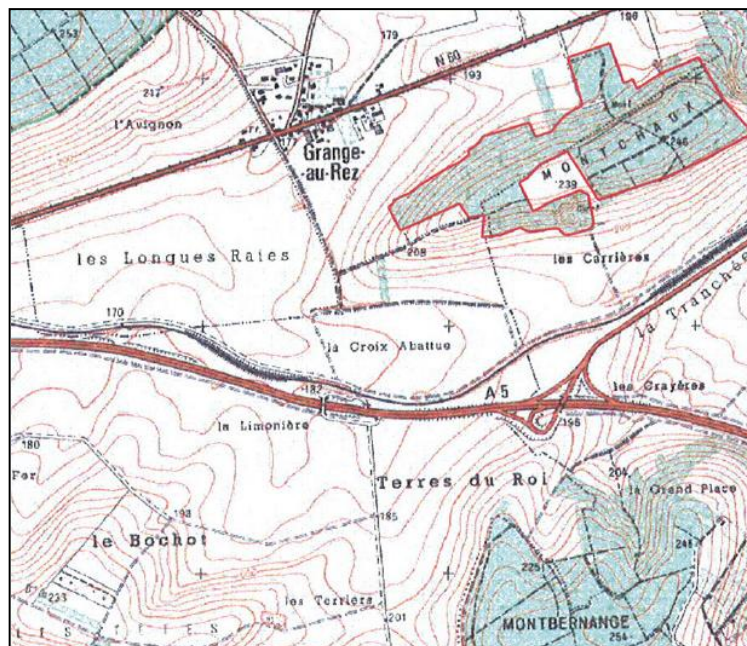 253
179
196
N 60
193
217
l'Avignon
Grange
-au-Rez
MONTCHAUX
246
239
208
les Longues Raies
les Carrières
170
la Croix Abattue
la Tranchée
A 5
les Crayères
182
la Limonière
196
180
Fer
204
la Grand Place
Terres du Roi
193
185
le Bochot
248
225
253
les Terriers
201
MONTBERNANGE
254